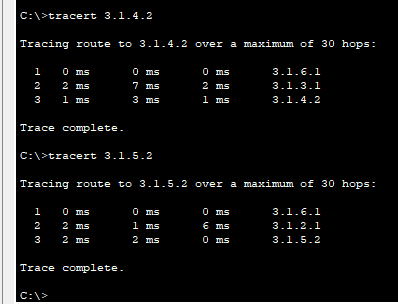 C:\>tracert 3.1.4.2
Tracing route to 3.1.4.2 over a maximum of 30 hops:
1 0 ms 0 ms 0 ms 3.1.6.1
2 2 ms 7 ms 2 ms 3.1.3.1
3 1 ms 3 ms 1 ms 3.1.4.2
Trace complete.
C:\>tracert 3.1.5.2
Tracing route to 3.1.5.2 over a maximum of 30 hops:
1 0 ms 0 ms 0 ms 3.1.6.1
2 2 ms 1 ms 6 ms 3.1.2.1
3 2 ms 2 ms 0 ms 3.1.5.2
Trace complete.
C:\>